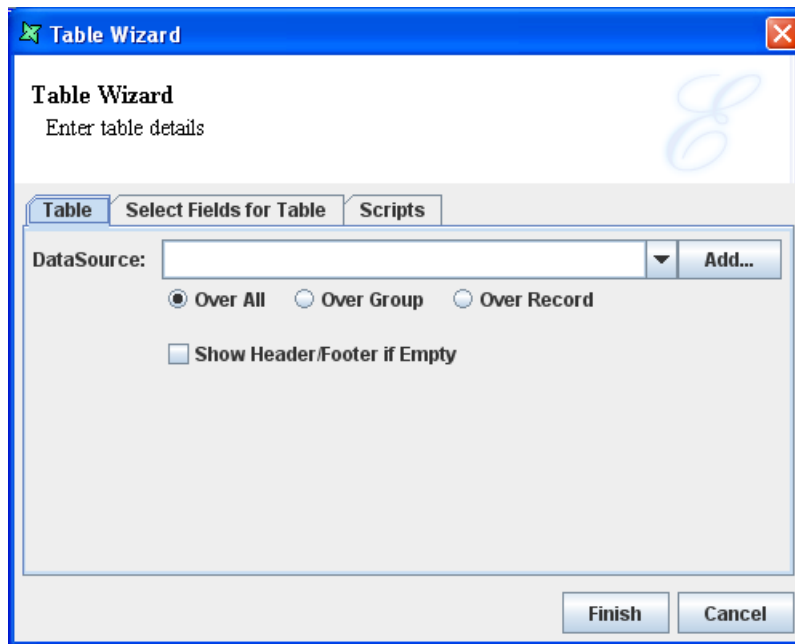 Table Wizard
Table Wizard
Enter table details
Table Select Fields for Table Scripts
DataSource: Add...
Over All Over Group Over Record
Show Header/Footer if Empty
Finish Cancel